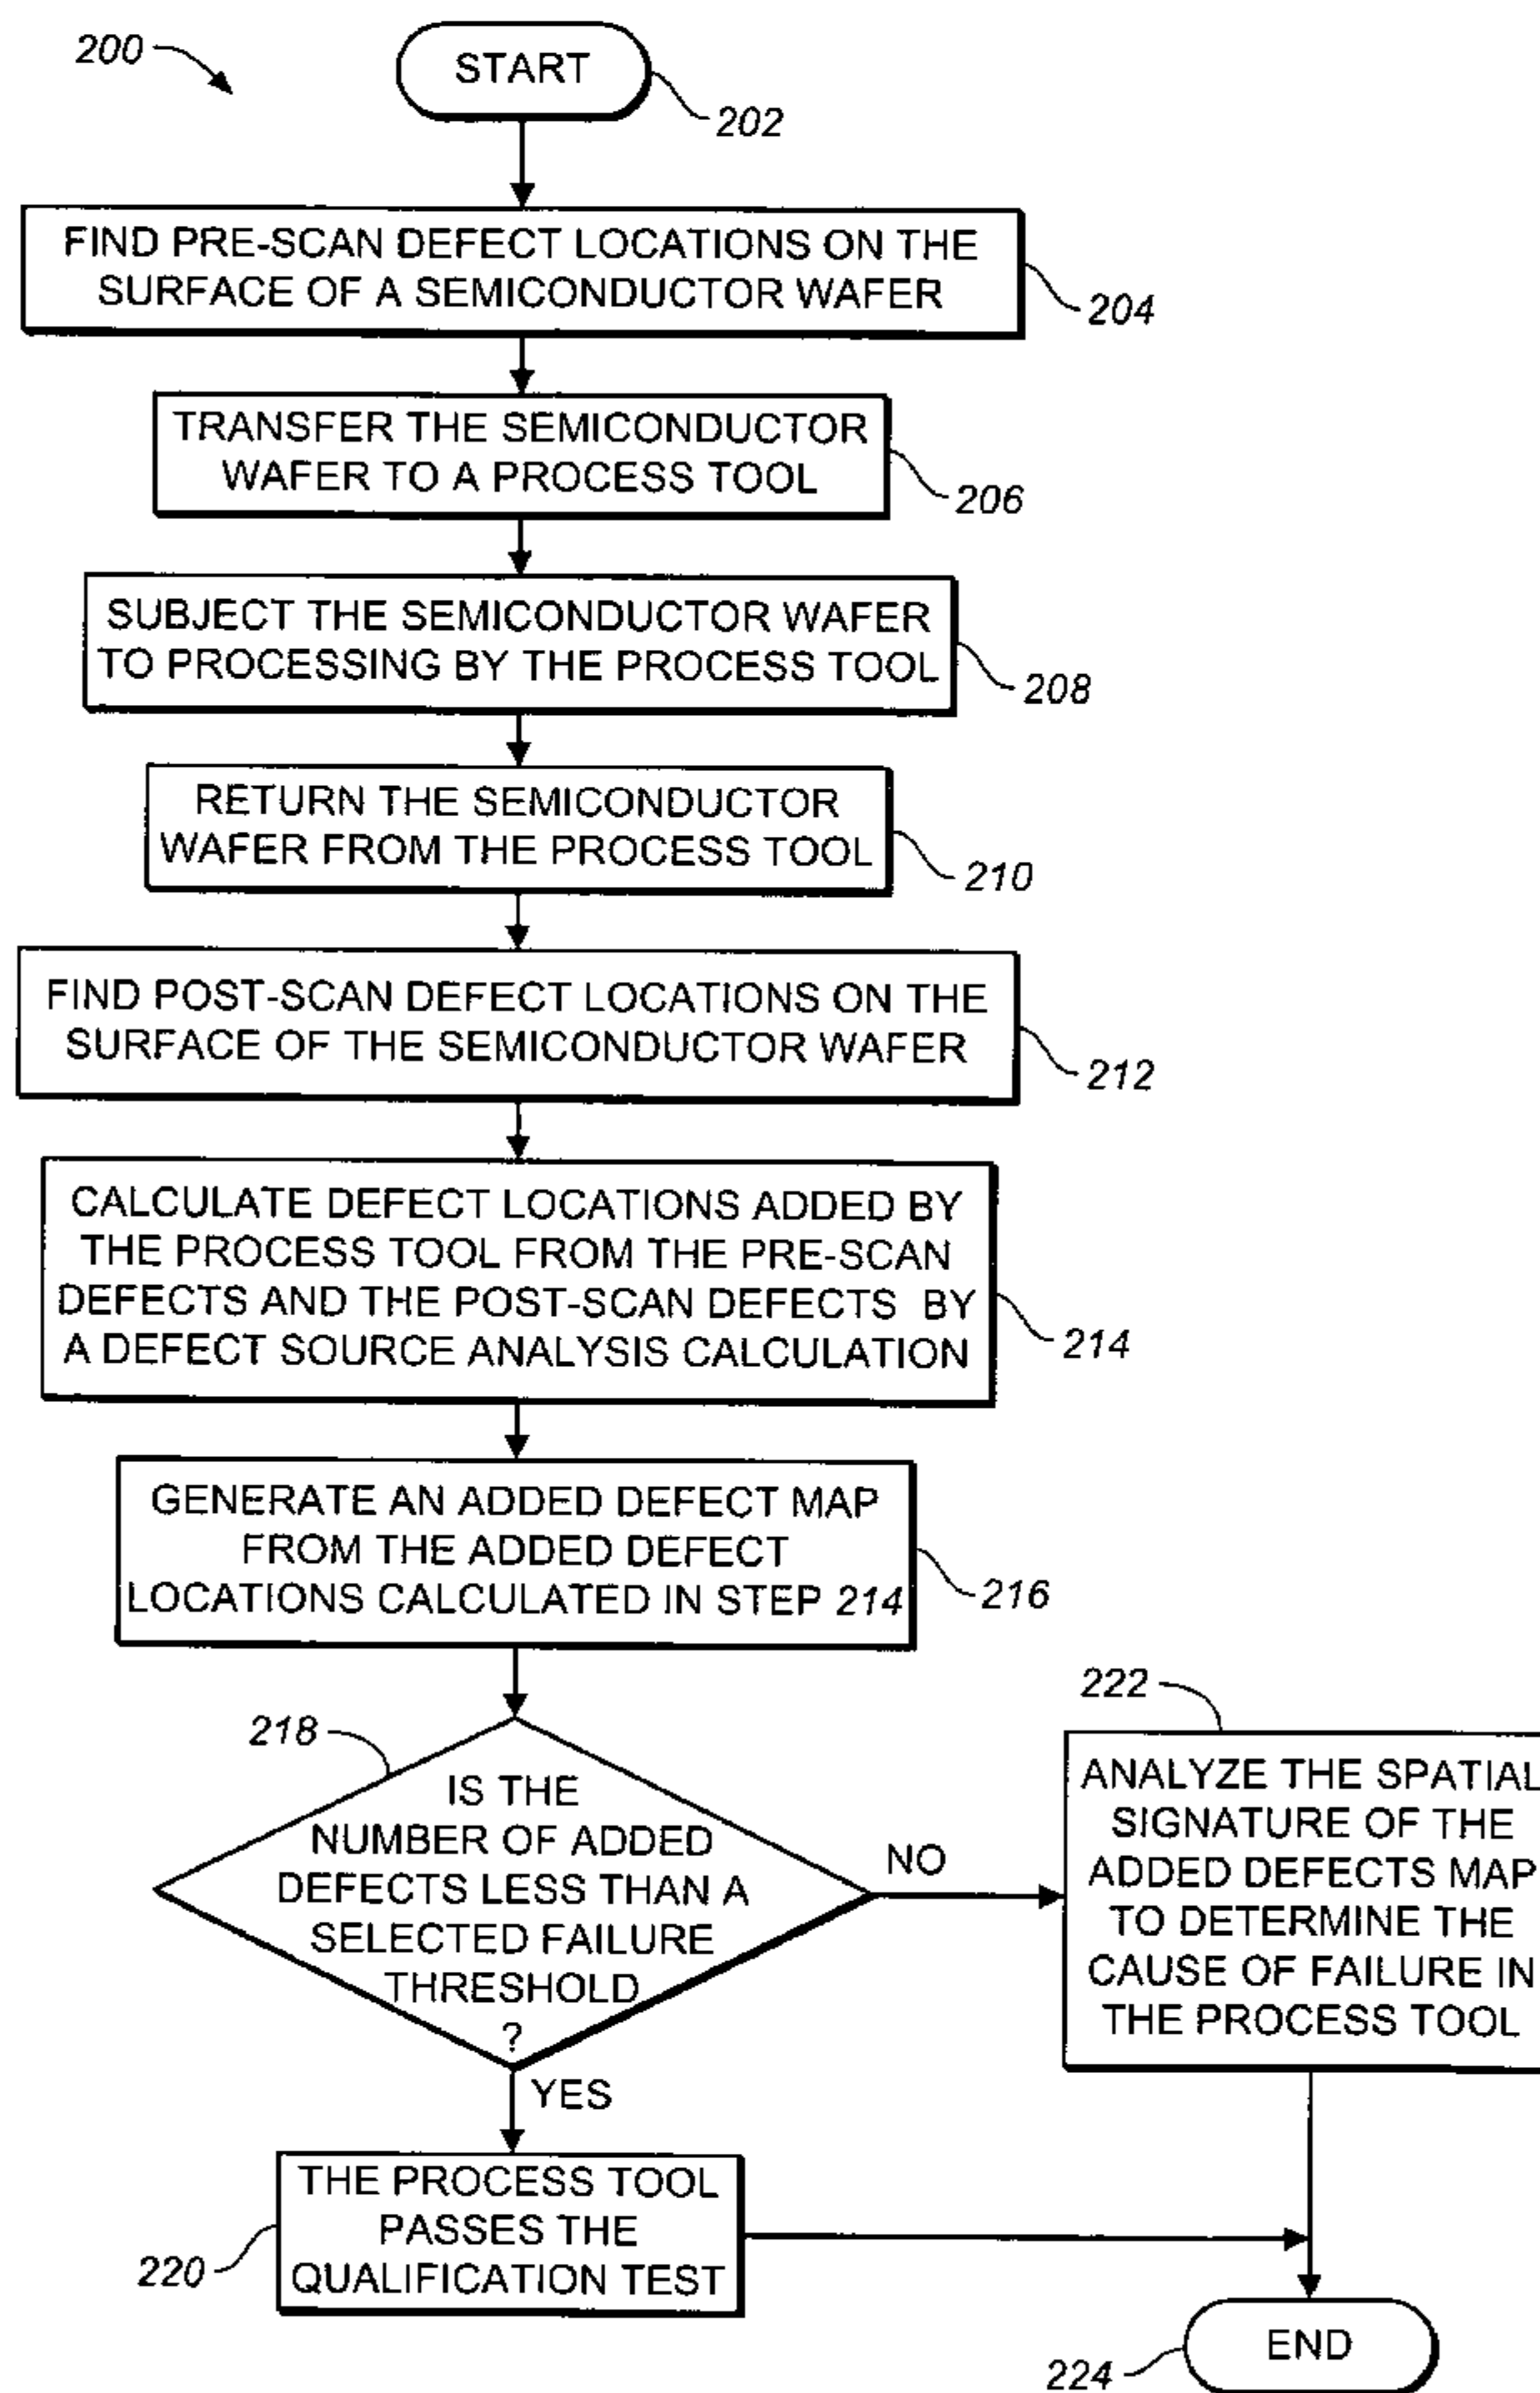 200
START
202
FIND PRE-SCAN DEFECT LOCATIONS ON THE
SURFACE OF A SEMICONDUCTOR WAFER
204
TRANSFER THE SEMICONDUCTOR
WAFER TO A PROCESS TOOL
206
SUBJECT THE SEMICONDUCTOR WAFER
TO PROCESSING BY THE PROCESS TOOL
208
RETURN THE SEMICONDUCTOR
WAFER FROM THE PROCESS TOOL
210
FIND POST-SCAN DEFECT LOCATIONS ON THE
SURFACE OF THE SEMICONDUCTOR WAFER
212
CALCULATE DEFECT LOCATIONS ADDED BY
THE PROCESS TOOL FROM THE PRE-SCAN
DEFECTS AND THE POST-SCAN DEFECTS BY
A DEFECT SOURCE ANALYSIS CALCULATION
214
GENERATE AN ADDED DEFECT MAP
FROM THE ADDED DEFECT
LOCATIONS CALCULATED IN STEP 214
216
218
IS THE
NUMBER OF ADDED
DEFECTS LESS THAN A
SELECTED FAILURE
THRESHOLD
?
NO
YES
222
ANALYZE THE SPATIAL
SIGNATURE OF THE
ADDED DEFECTS MAP
TO DETERMINE THE
CAUSE OF FAILURE IN
THE PROCESS TOOL
THE PROCESS TOOL
PASSES THE
QUALIFICATION TEST
220
END
224